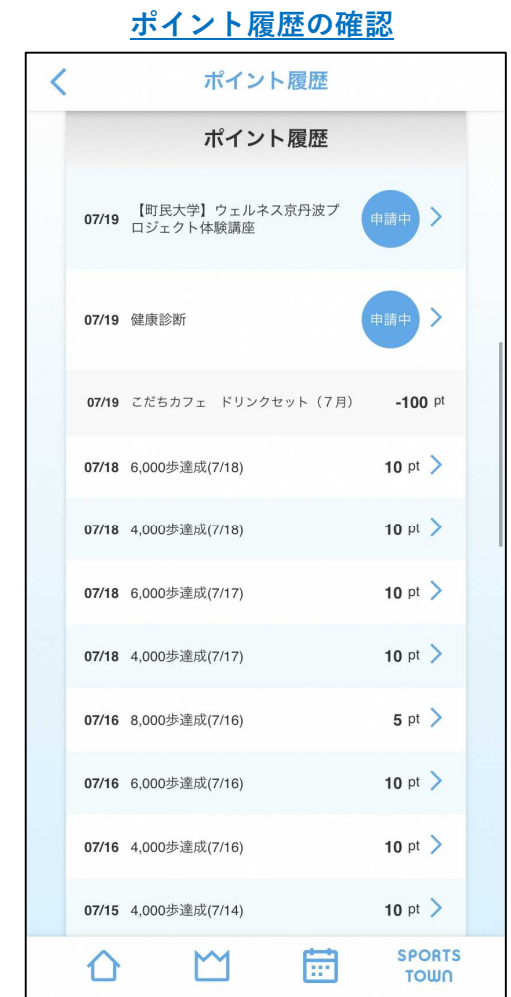 ポイント履歴の確認
ポイント履歴
ポイント履歴
07/19 【町民大学】ウェルネス京丹波プ
ロジェクト体験講座 申請中
07/19 健康診断 申請中
07/19 こだちカフェ　ドリンクセット（７月） -100 pt
07/18 6,000歩達成(7/18) 10 pt
07/18 4,000歩達成(7/18) 10 pt
07/18 6,000歩達成(7/17) 10 pt
07/18 4,000歩達成(7/17) 10 pt
07/16 8,000歩達成(7/16) 5 pt
07/16 6,000歩達成(7/16) 10 pt
07/16 4,000歩達成(7/16) 10 pt
07/15 4,000歩達成(7/14) 10 pt
SPORTS
TOWN